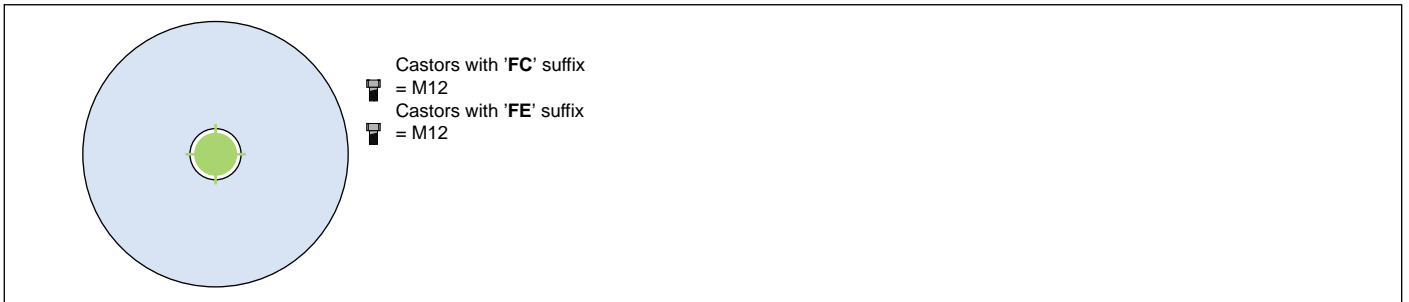 Castors with ’FC’ suffix
= M12
Castors with ’FE’ suffix
= M12